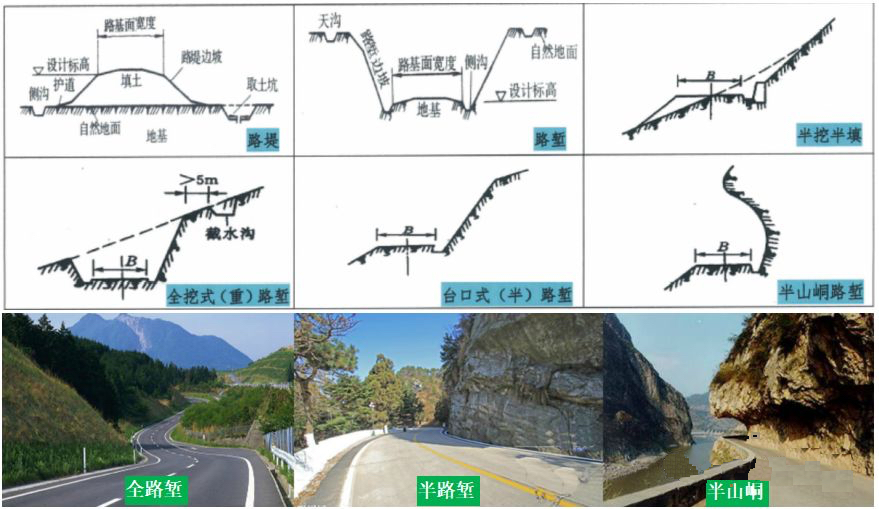 路基面宽度
设计标高
路堤边坡
护道
填土
侧沟
取土坑
自然地面
地基
路堤
天沟
路堑边坡
路基面宽度
侧沟
自然地面
设计标高
地基
路堑
B
半挖半填
>5m
截水沟
B
全挖式(重)路堑
B
台口式(半)路堑
B
半山峒路堑
全路堑
半路堑
半山峒